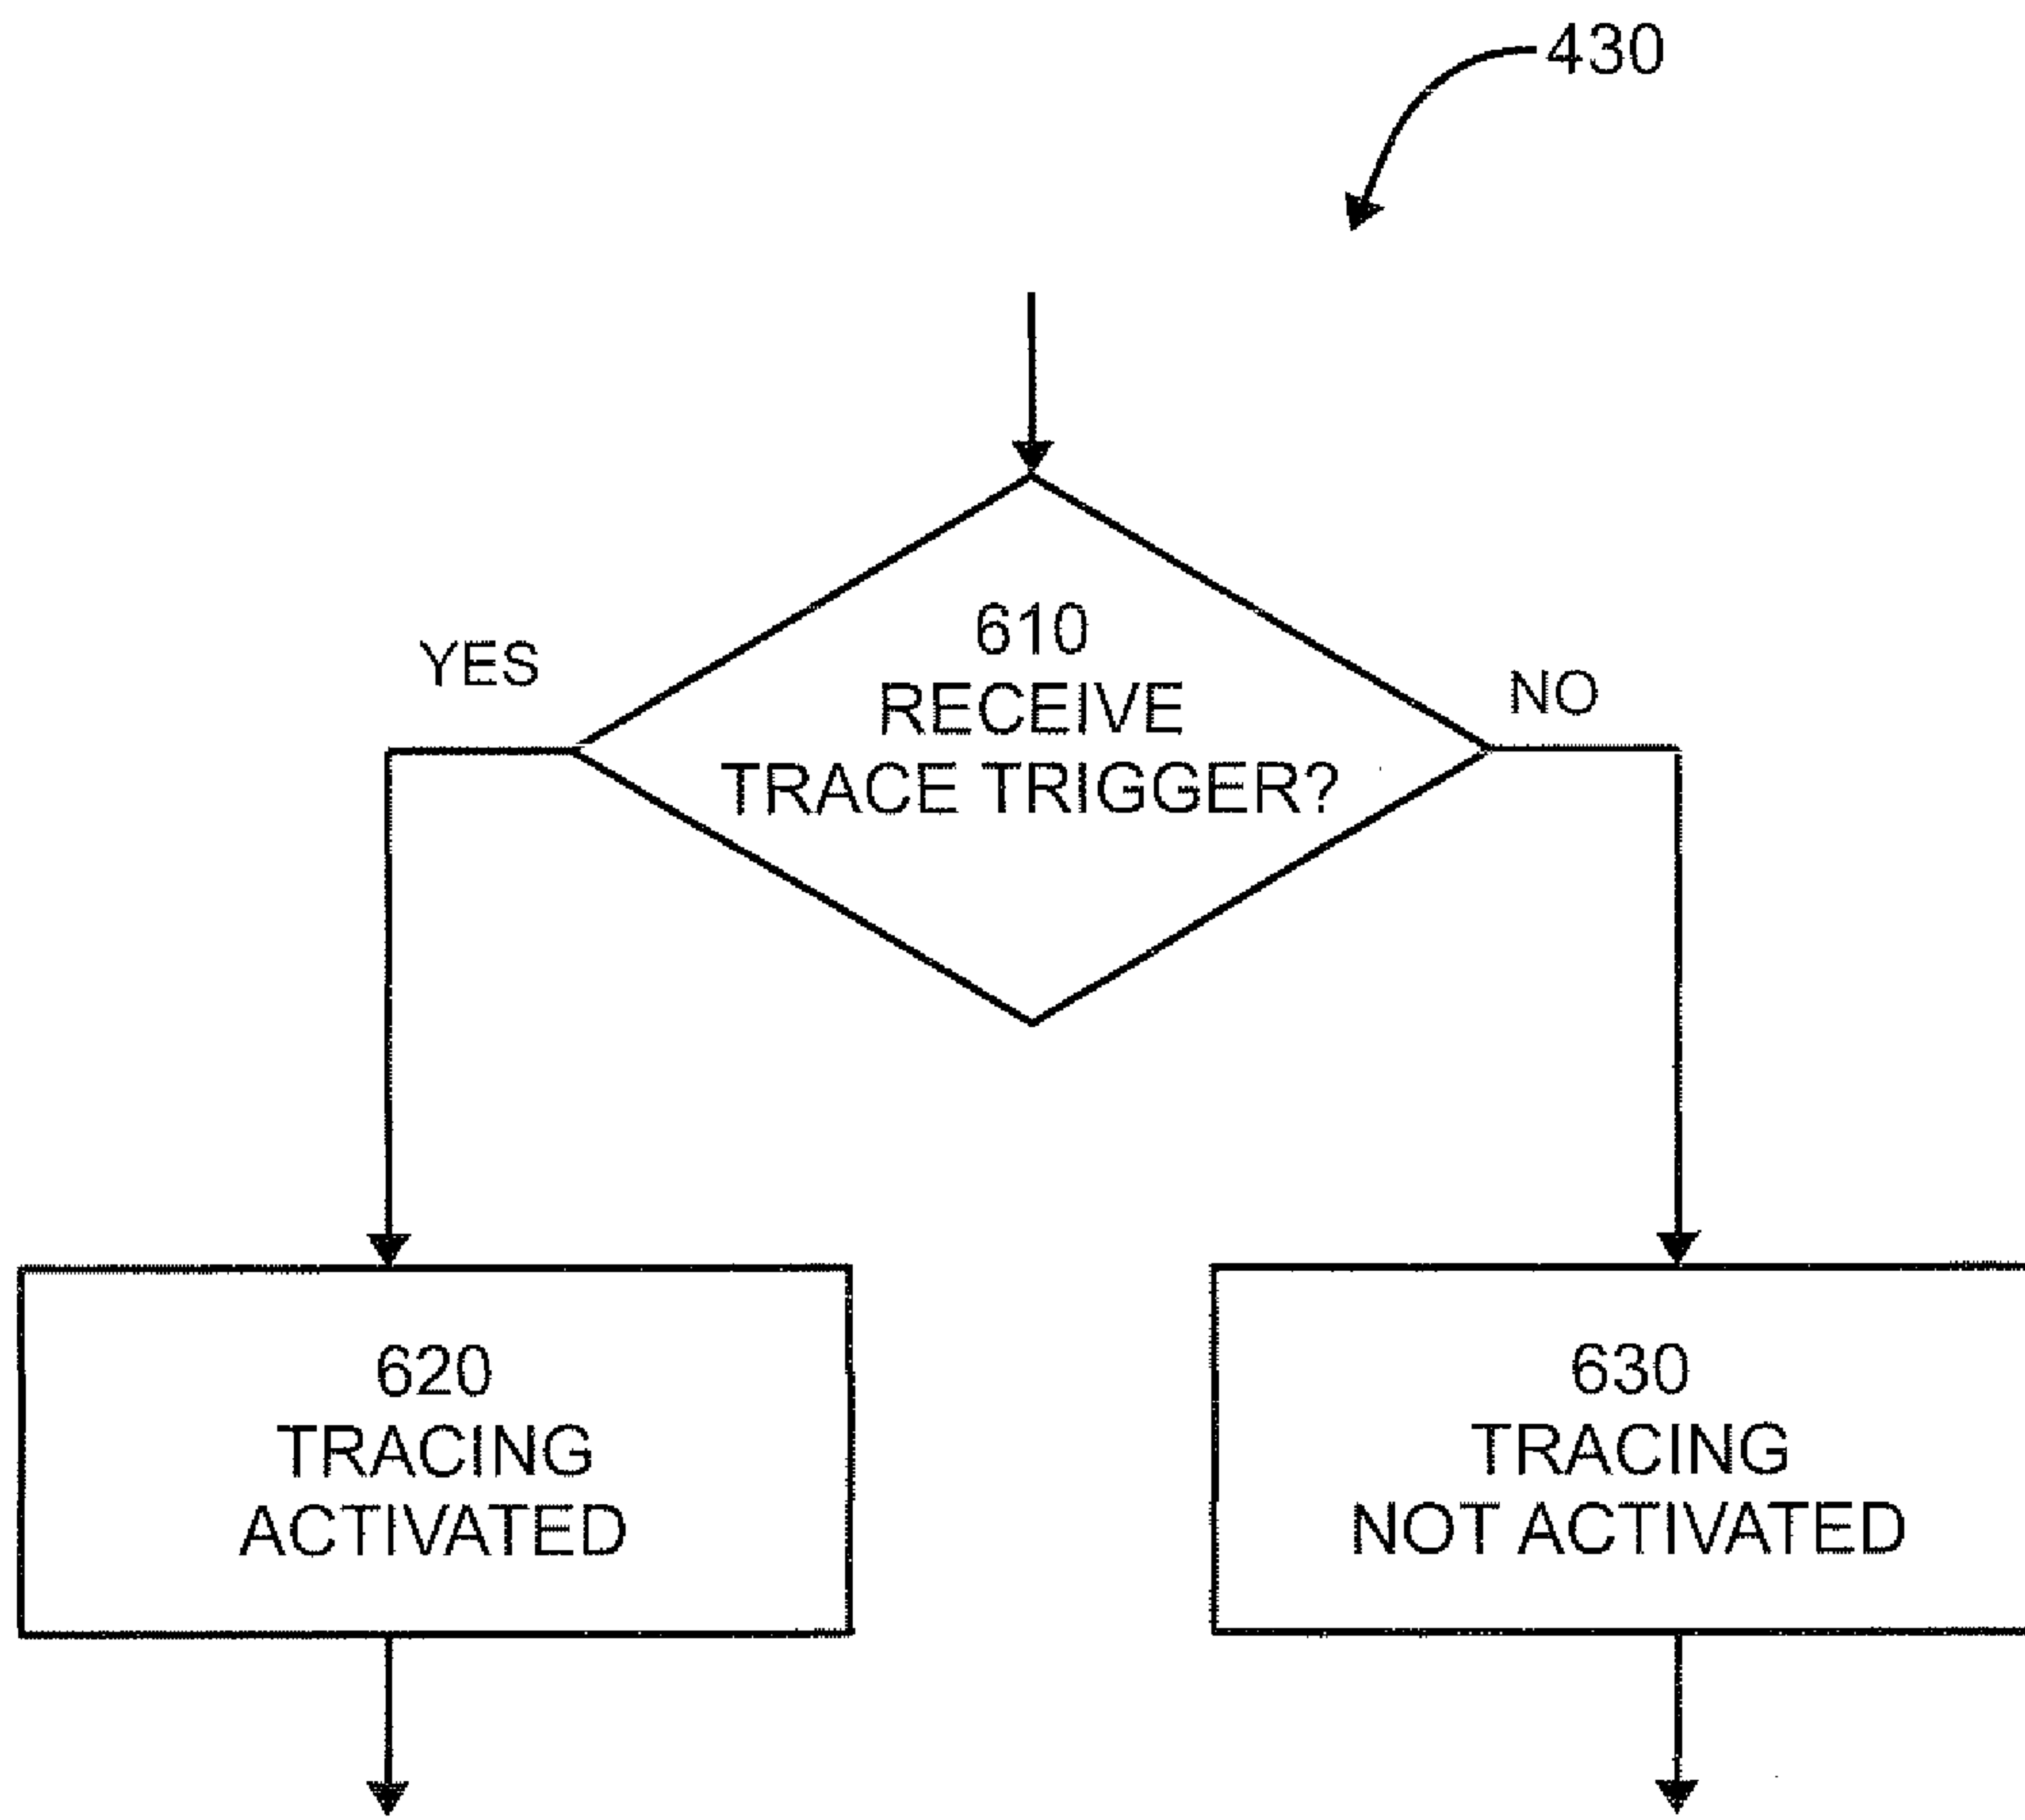 430
610
RECEIVE
TRACE TRIGGER?
YES
NO
620
TRACING
ACTIVATED
630
TRACING
NOT ACTIVATED